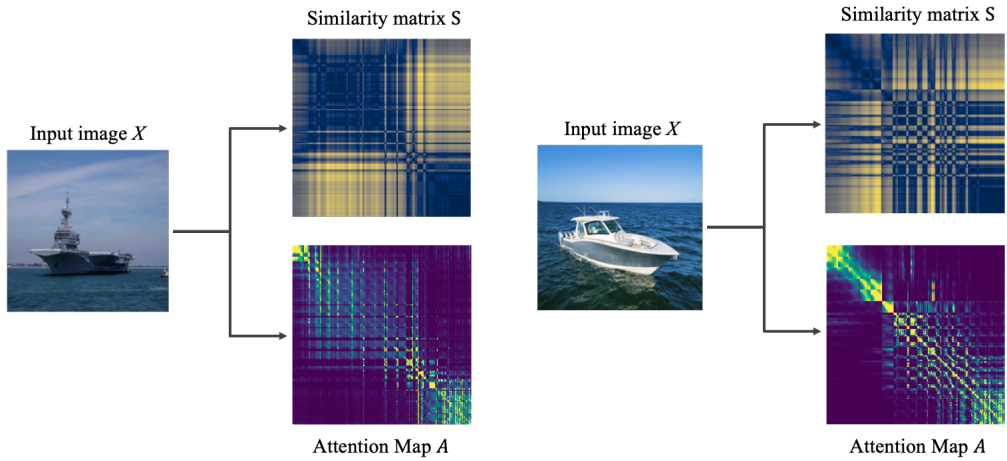 Similarity matrix S
Similarity matrix S
Input image X
Input image X
Attention Map A
Attention Map A